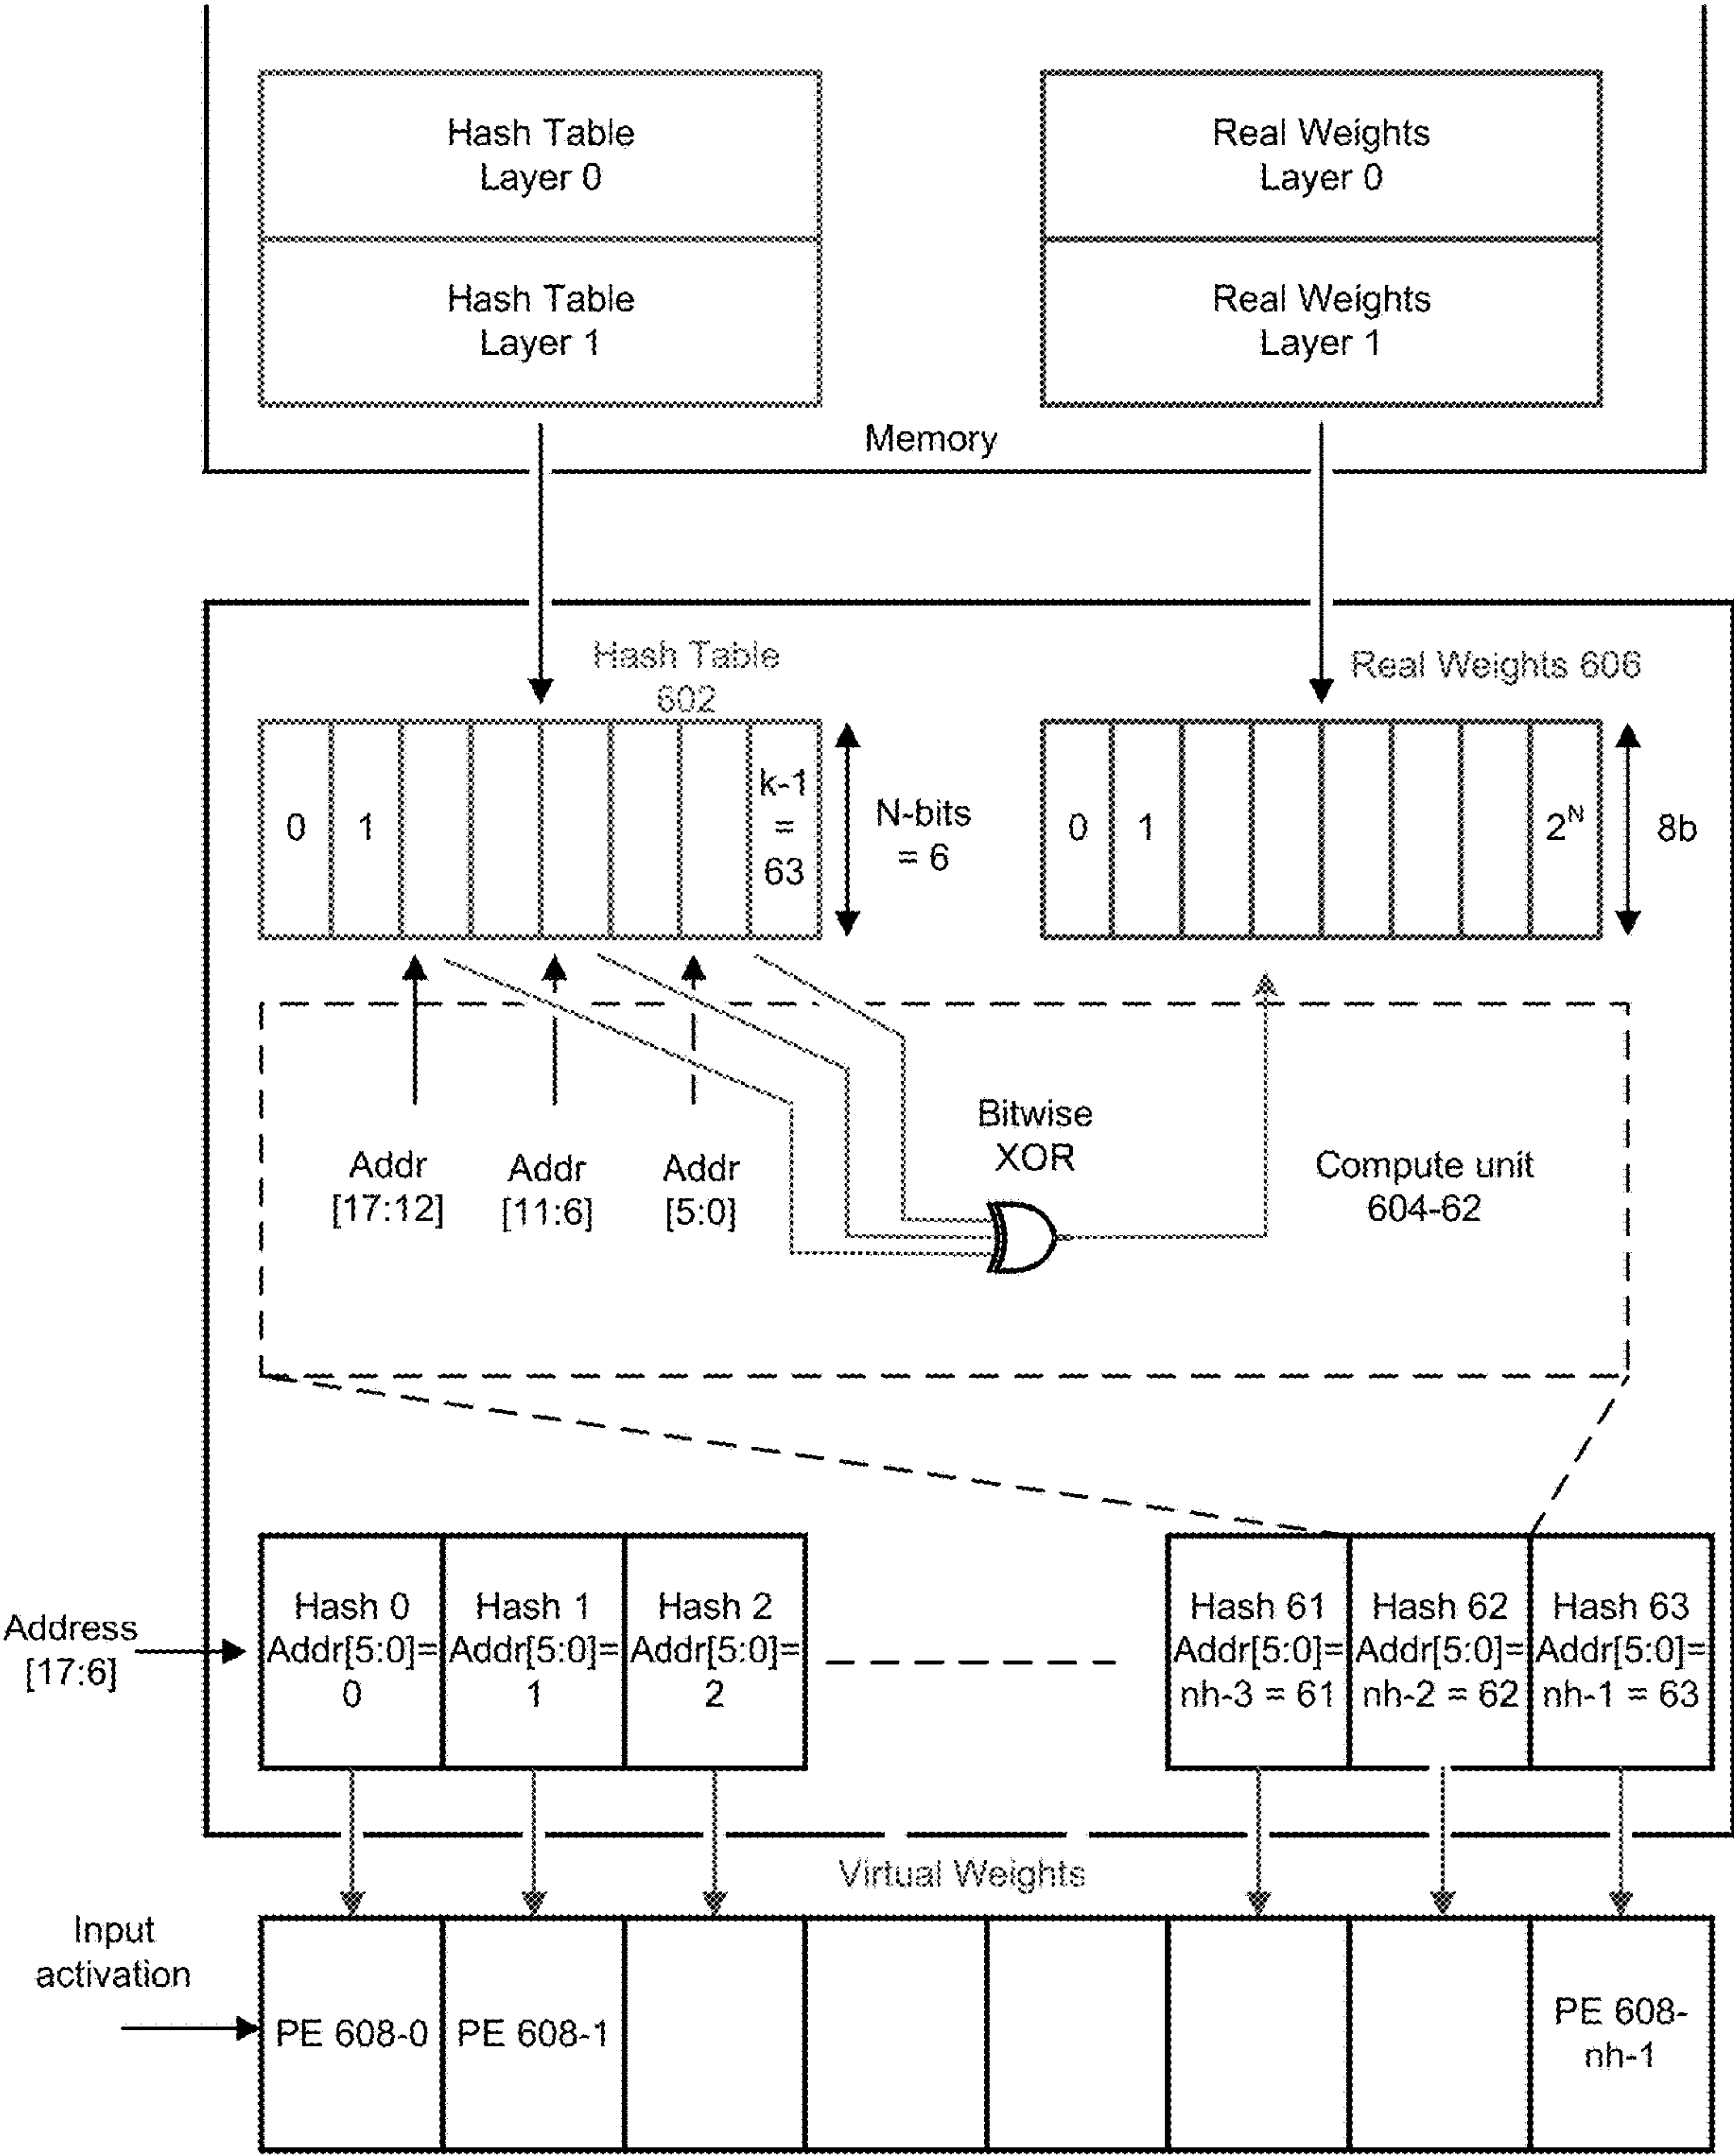 Hash Table
Layer 0
Real Weights
Layer 0
Hash Table
Layer 1
Real Weights
Layer 1
Memory
Hash Table
602
Real Weights 606
0
1
k-1
=
63
N-bits
= 6
0
1
2^N
8b
Addr
[17:12]
Addr
[11:6]
Addr
[5:0]
Bitwise
XOR
Compute unit
604-62
Address
[17:6]
Hash 0
Addr[5:0]=
0
Hash 1
Addr[5:0]=
1
Hash 2
Addr[5:0]=
2
Hash 61
Addr[5:0]=
nh-3 = 61
Hash 62
Addr[5:0]=
nh-2 = 62
Hash 63
Addr[5:0]=
nh-1 = 63
Virtual Weights
Input
activation
PE 608-0
PE 608-1
PE 608-
nh-1